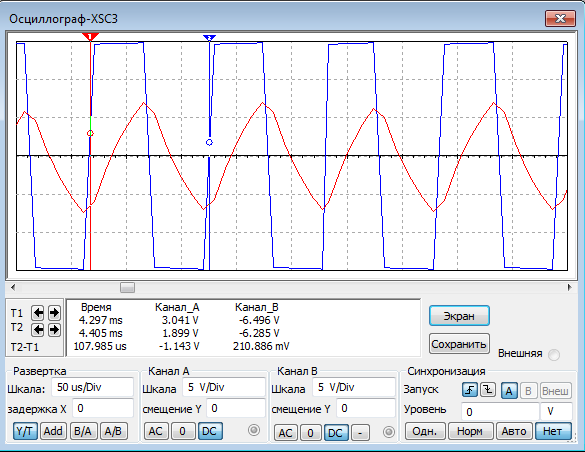 Осциллограф-XSC3
1 2
T1
T2
T2-T1
Время Канал_A Канал_B
4.297 ms 3.041 V -6.496 V
4.405 ms 1.899 V -6.285 V
107.985 us -1.143 V 210.886 mV
Экран
Сохранить
Внешняя
Развертка
Шкала: 50 us/Div
задержка X 0
Y/T Add B/A A/B
Канал A
Шкала 5 V/Div
смещение Y 0
AC 0 DC
Канал B
Шкала 5 V/Div
смещение Y 0
AC 0 DC -
Синхронизация
Запуск A B Внеш
Уровень 0 V
Одн. Норм Авто Нет